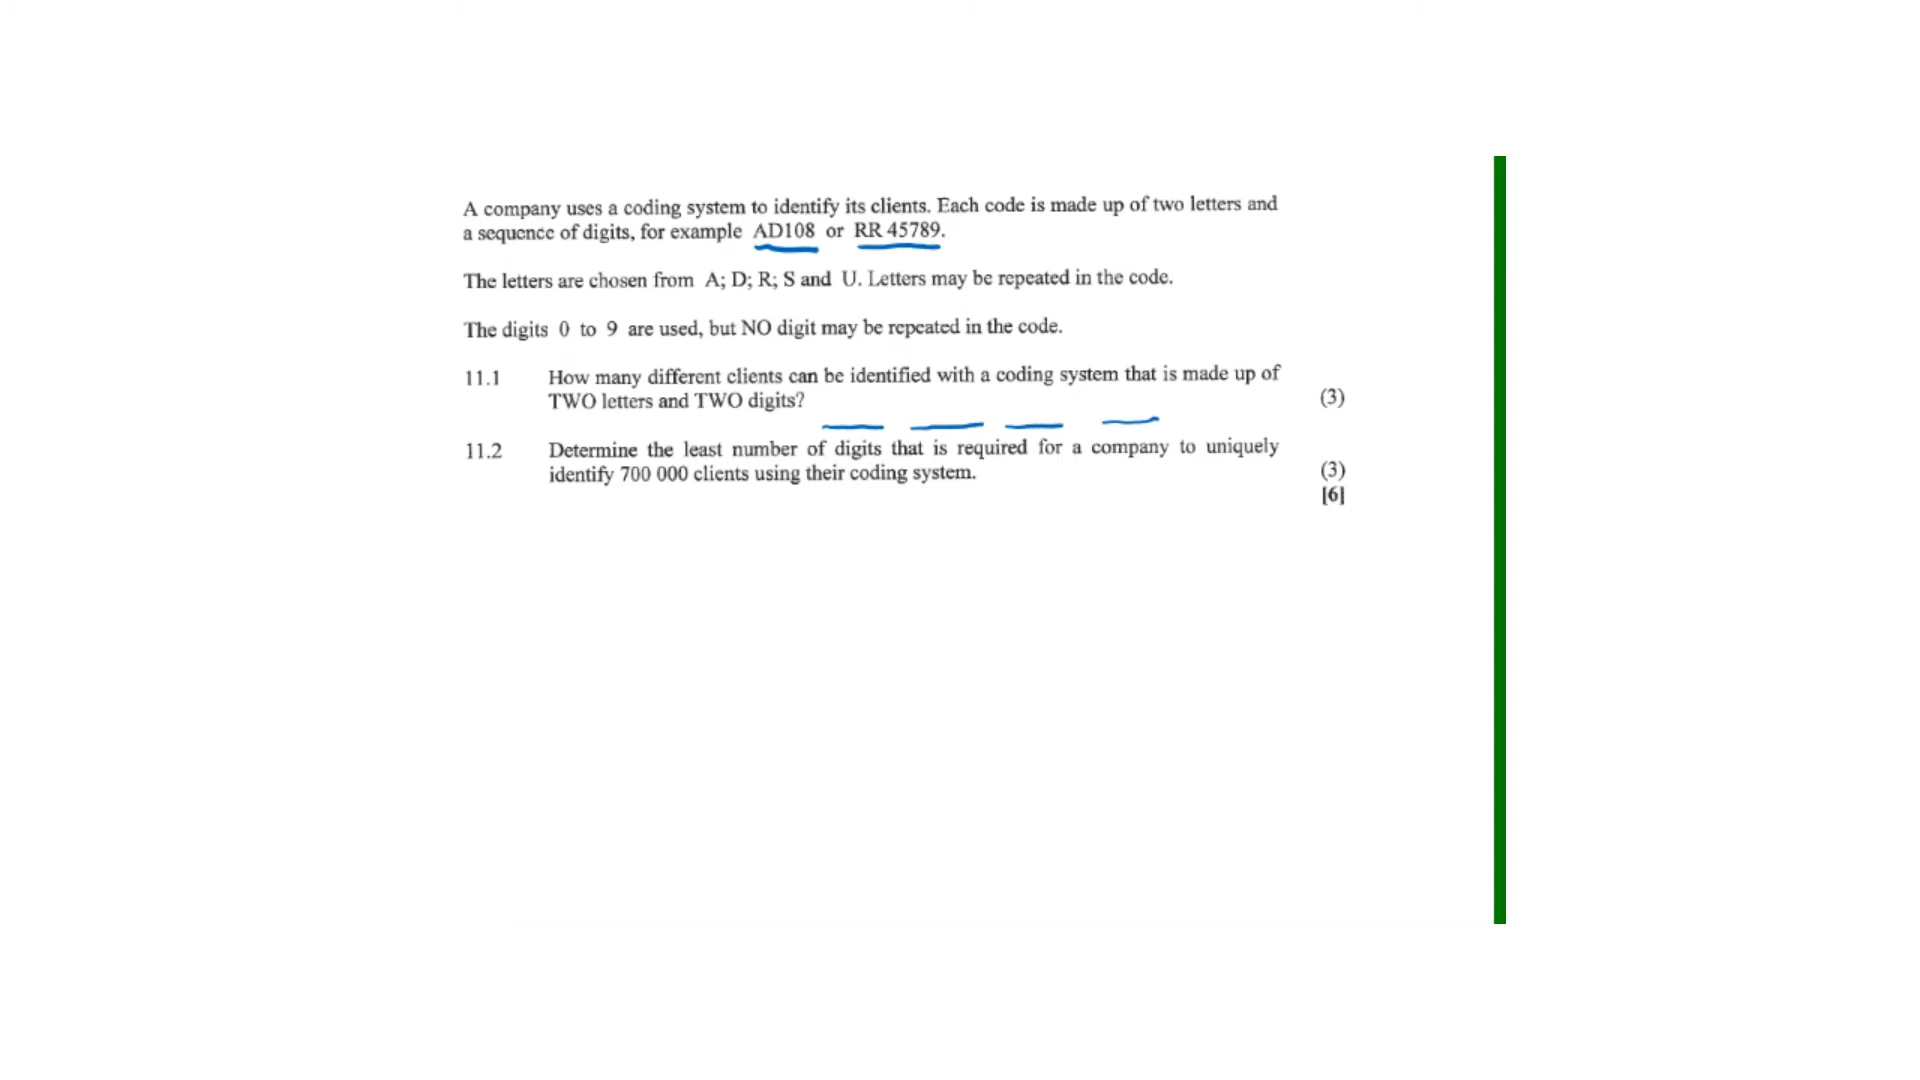 A company uses a coding system to identify its clients. Each code is made up of two letters and
a sequence of digits, for example AD108 or RR 45789.
The letters are chosen from A; D; R; S and U. Letters may be repeated in the code.
The digits 0 to 9 are used, but NO digit may be repeated in the code.
11.1 How many different clients can be identified with a coding system that is made up of
TWO letters and TWO digits? (3)
11.2 Determine the least number of digits that is required for a company to uniquely
identify 700 000 clients using their coding system. (3)
[6]